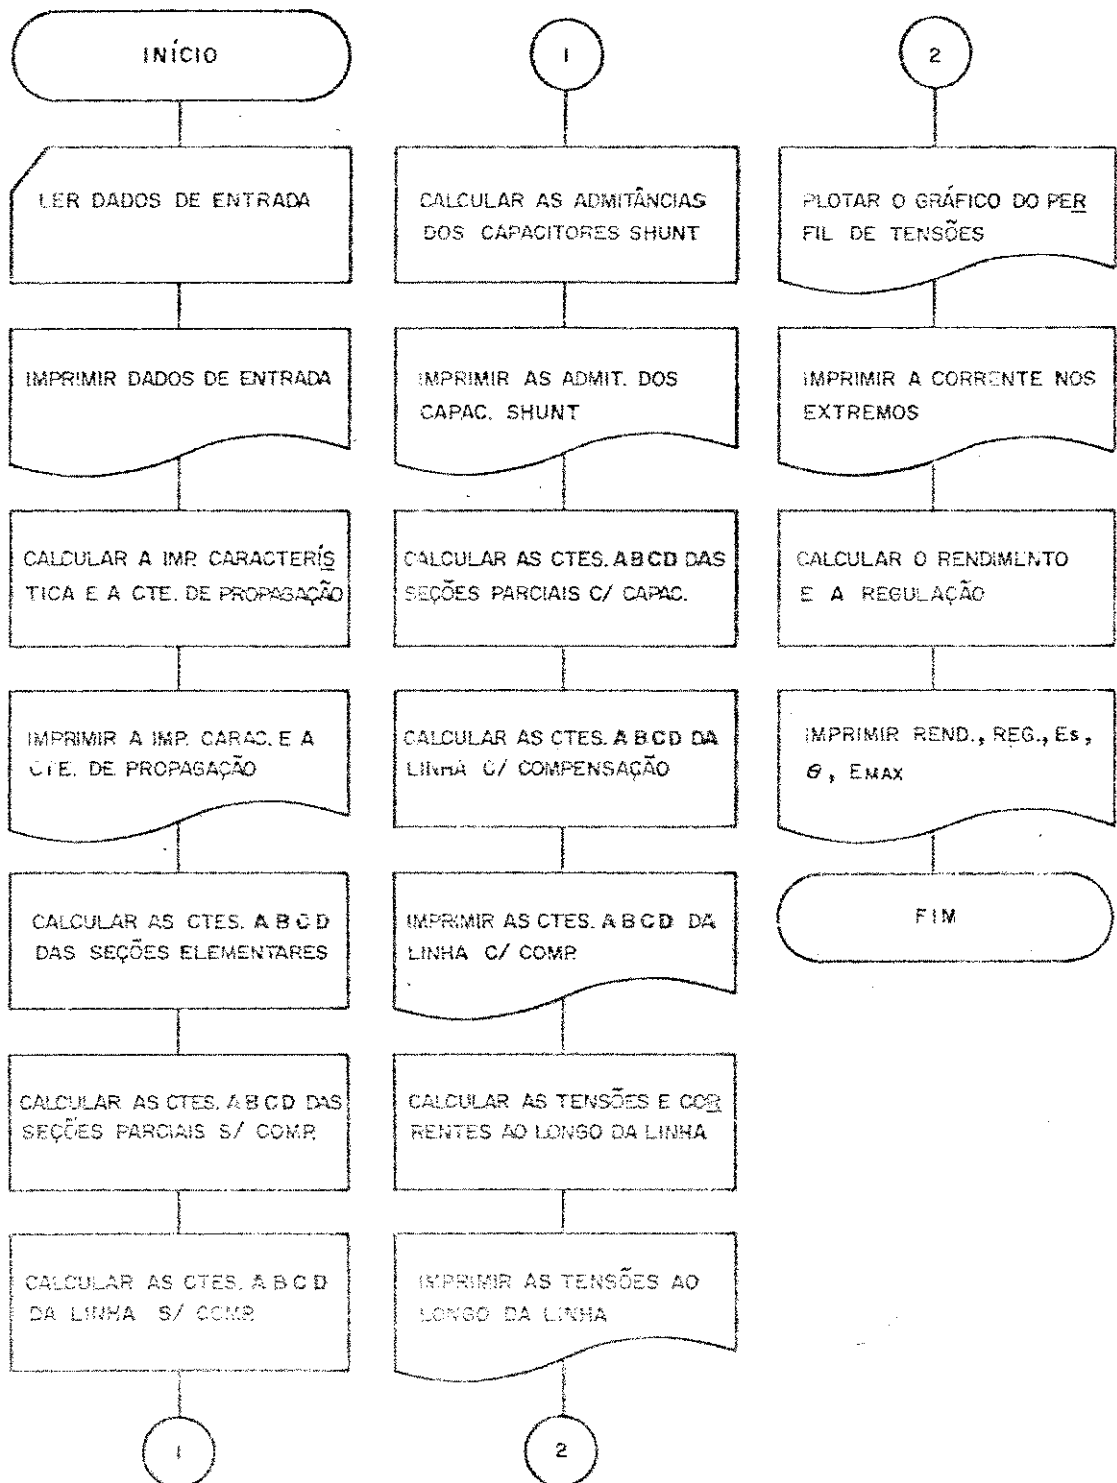 INÍCIO
LER DADOS DE ENTRADA
IMPRIMIR DADOS DE ENTRADA
CALCULAR A IMP. CARACTERÍS
TICA E A CTE. DE PROPAGAÇÃO
IMPRIMIR A IMP. CARAC. E A
CTE. DE PROPAGAÇÃO
CALCULAR AS CTES. A B C D
DAS SEÇÕES ELEMENTARES
CALCULAR AS CTES. A B C D DAS
SEÇÕES PARCIAIS S/ COMP.
CALCULAR AS CTES. A B C D
DA LINHA S/ COMP.
1
1
CALCULAR AS ADMITÂNCIAS
DOS CAPACITORES SHUNT
IMPRIMIR AS ADMIT. DOS
CAPAC. SHUNT
CALCULAR AS CTES. A B C D DAS
SEÇÕES PARCIAIS C/ CAPAC.
CALCULAR AS CTES. A B C D DA
LINHA C/ COMPENSAÇÃO
IMPRIMIR AS CTES. A B C D DA
LINHA C/ COMP.
CALCULAR AS TENSÕES E COR
RENTES AO LONGO DA LINHA
IMPRIMIR AS TENSÕES AO
LONGO DA LINHA
2
2
PLOTAR O GRÁFICO DO PER
FIL DE TENSÕES
IMPRIMIR A CORRENTE NOS
EXTREMOS
CALCULAR O RENDIMENTO
E A REGULAÇÃO
IMPRIMIR REND., REG., Es,
θ, EMAX
FIM